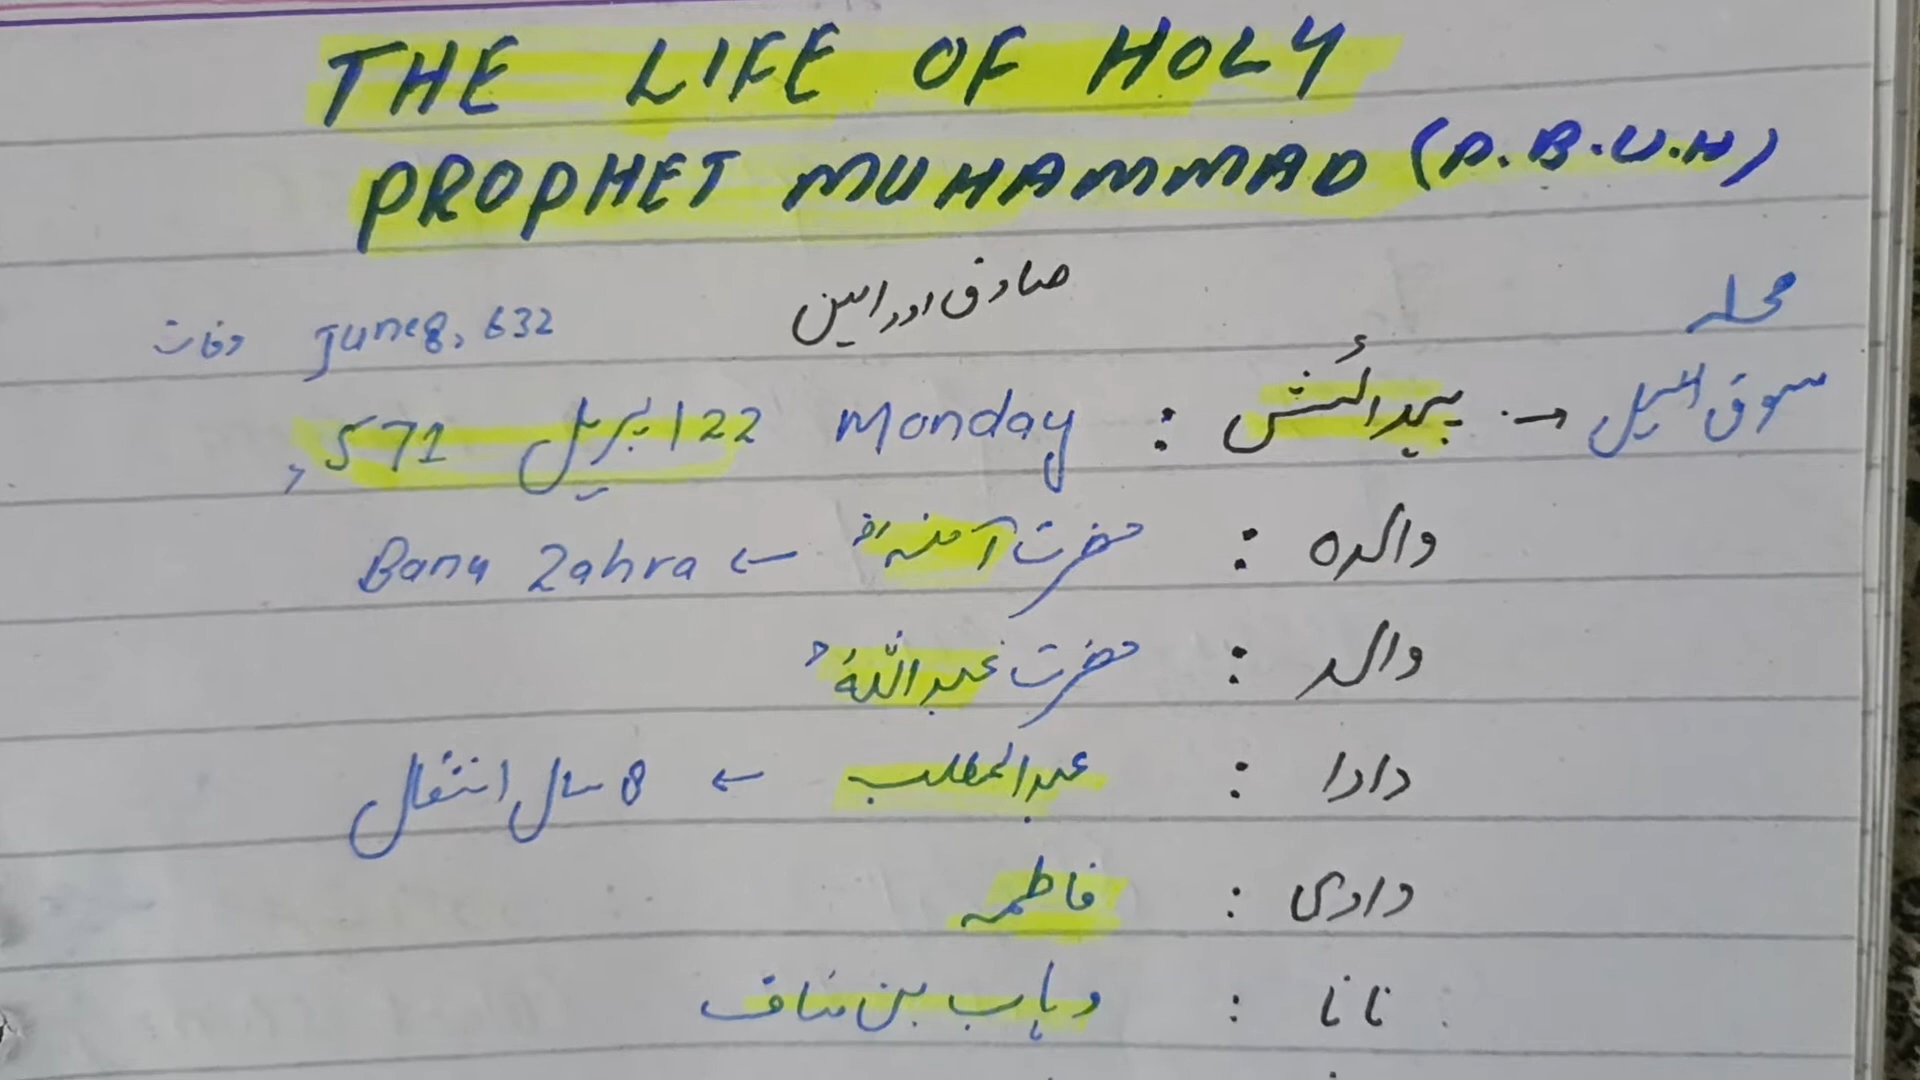 THE LIFE OF HOLY
PROPHET MUHAMMAD (P.B.U.H)
محلہ
صادق اور امین
وفات June 8, 632
سوق اللیل → پیدائش : Monday 22 اپریل 571,
والدہ : حضرت آمنہؓ ← Banu Zahra
والد : حضرت عبداللہؓ
دادا : عبدالمطلب ← 8 سال انتقال
دادی : فاطمہ
نانا : وہاب بن مناف